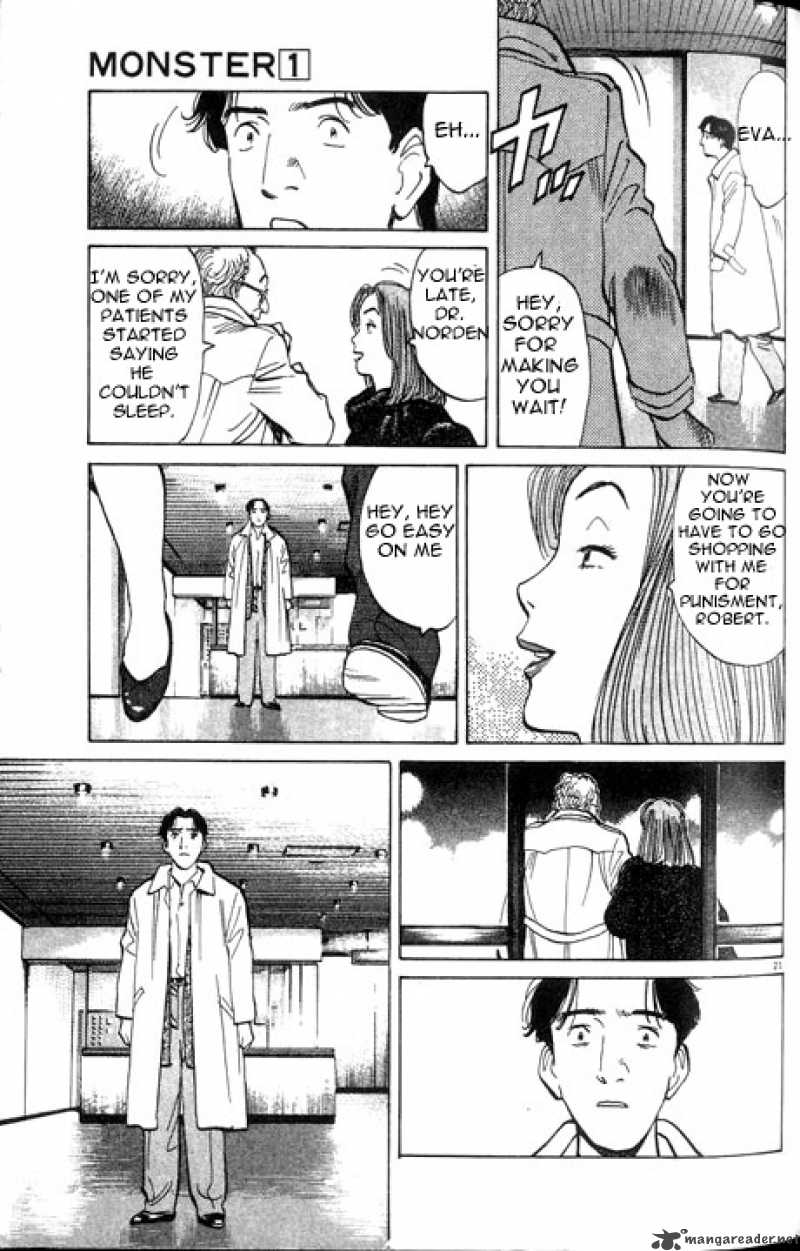 MONSTER 1
EVA...
カッ
HEY,
SORRY
FOR
MAKING
YOU
WAIT!
EH...
YOU'RE
LATE,
DR.
NORDEN
I'M SORRY,
ONE OF MY
PATIENTS
STARTED
SAYING
HE
COULDN'T
SLEEP.
NOW
YOU'RE
GOING TO
HAVE TO GO
SHOPPING
WITH ME
FOR
PUNISMENT,
ROBERT.
HEY, HEY
GO EASY
ON ME
21
mangareader.net